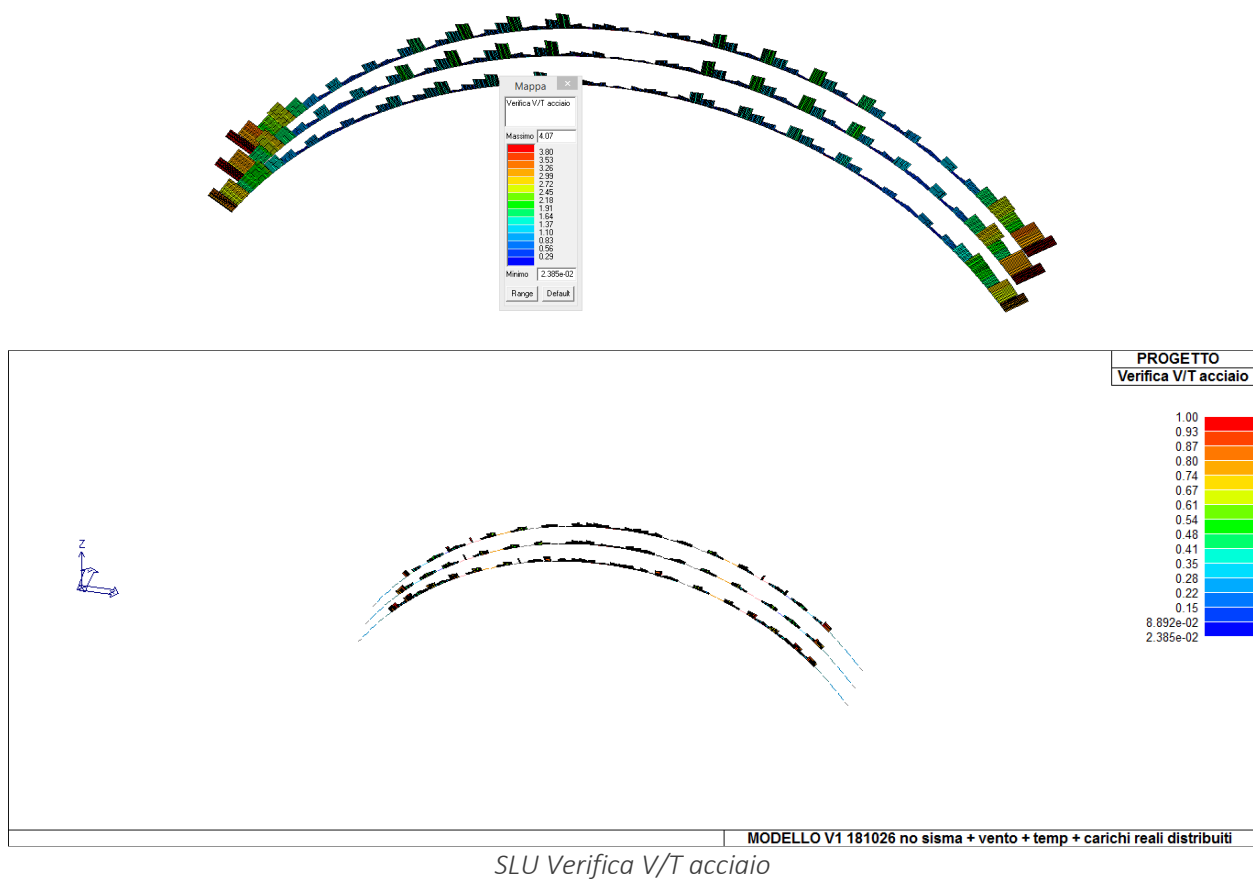 Mappa
Verifica V/T acciaio
Massimo 4.07
3.80
3.53
3.26
2.99
2.72
2.45
2.18
1.91
1.64
1.37
1.10
0.83
0.56
0.29
Minimo 2.385e-02
Range Default
PROGETTO
Verifica V/T acciaio
1.00
0.93
0.87
0.80
0.74
0.67
0.61
0.54
0.48
0.41
0.35
0.28
0.22
0.15
8.892e-02
2.385e-02
Z
MODELLO V1 181026 no sisma + vento + temp + carichi reali distribuiti
SLU Verifica V/T acciaio